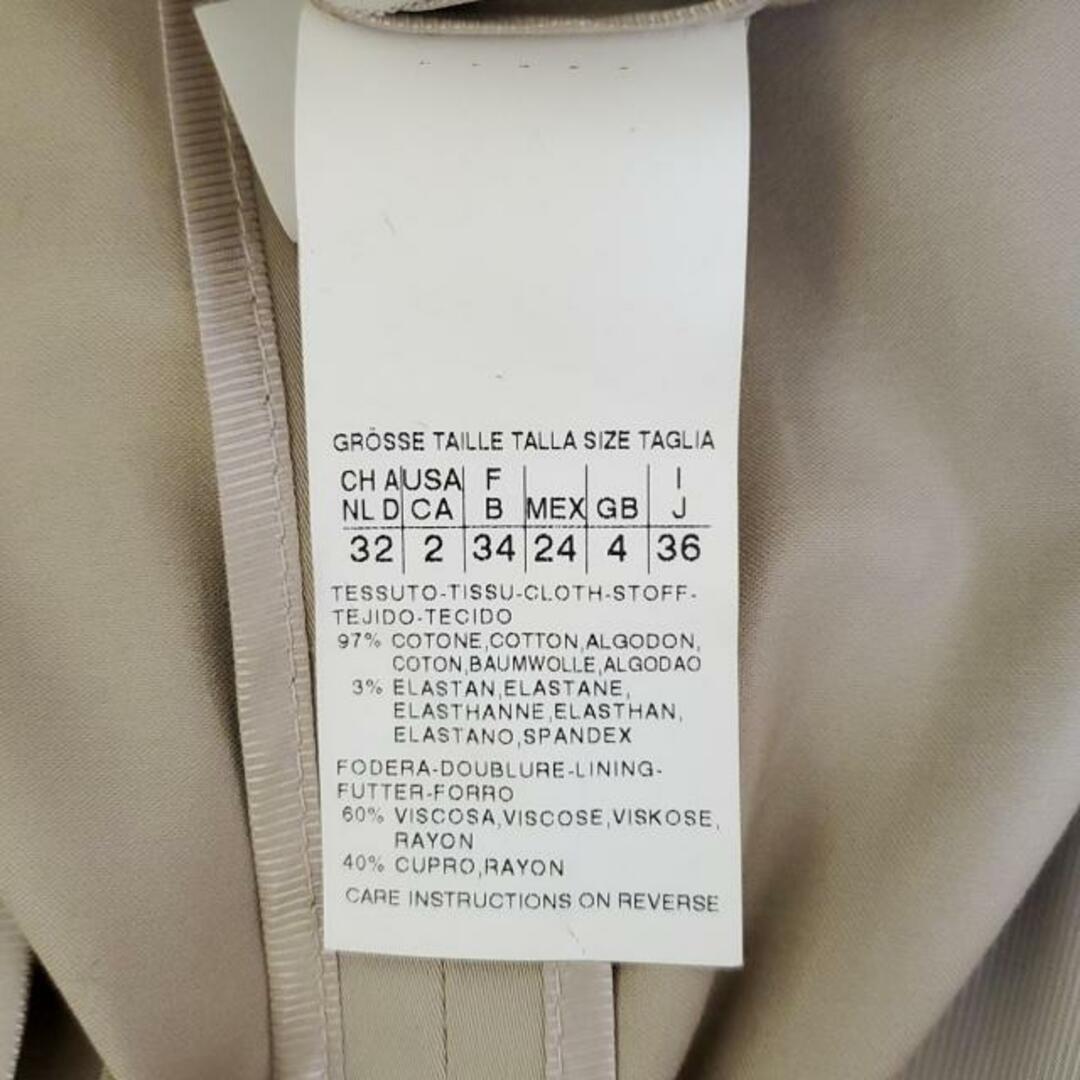 GRÖSSE TAILLE TALLA SIZE TAGLIA
CH A USA F I
NL D CA B MEX GB J
32 2 34 24 4 36
TESSUTO-TISSU-CLOTH-STOFF-
TEJIDO-TECIDO
97% COTONE,COTTON,ALGODON,
COTON,BAUMWOLLE,ALGODAO
3% ELASTAN,ELASTANE,
ELASTHANNE,ELASTHAN,
ELASTANO,SPANDEX
FODERA-DOUBLURE-LINING-
FUTTER-FORRO
60% VISCOSA,VISCOSE,VISKOSE,
RAYON
40% CUPRO,RAYON
CARE INSTRUCTIONS ON REVERSE